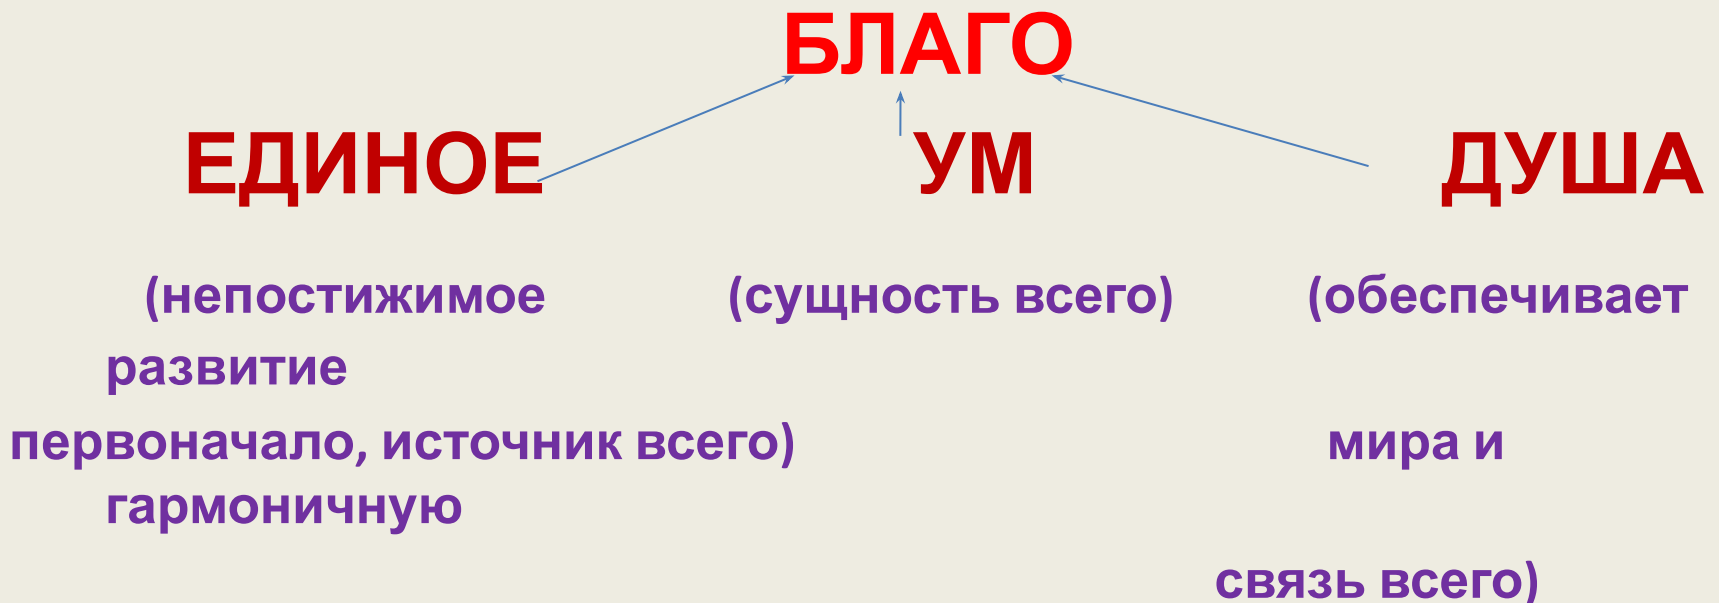 БЛАГО
ЕДИНОЕ УМ ДУША
(непостижимое (сущность всего) (обеспечивает
развитие
первоначало, источник всего) мира и
гармоничную
связь всего)